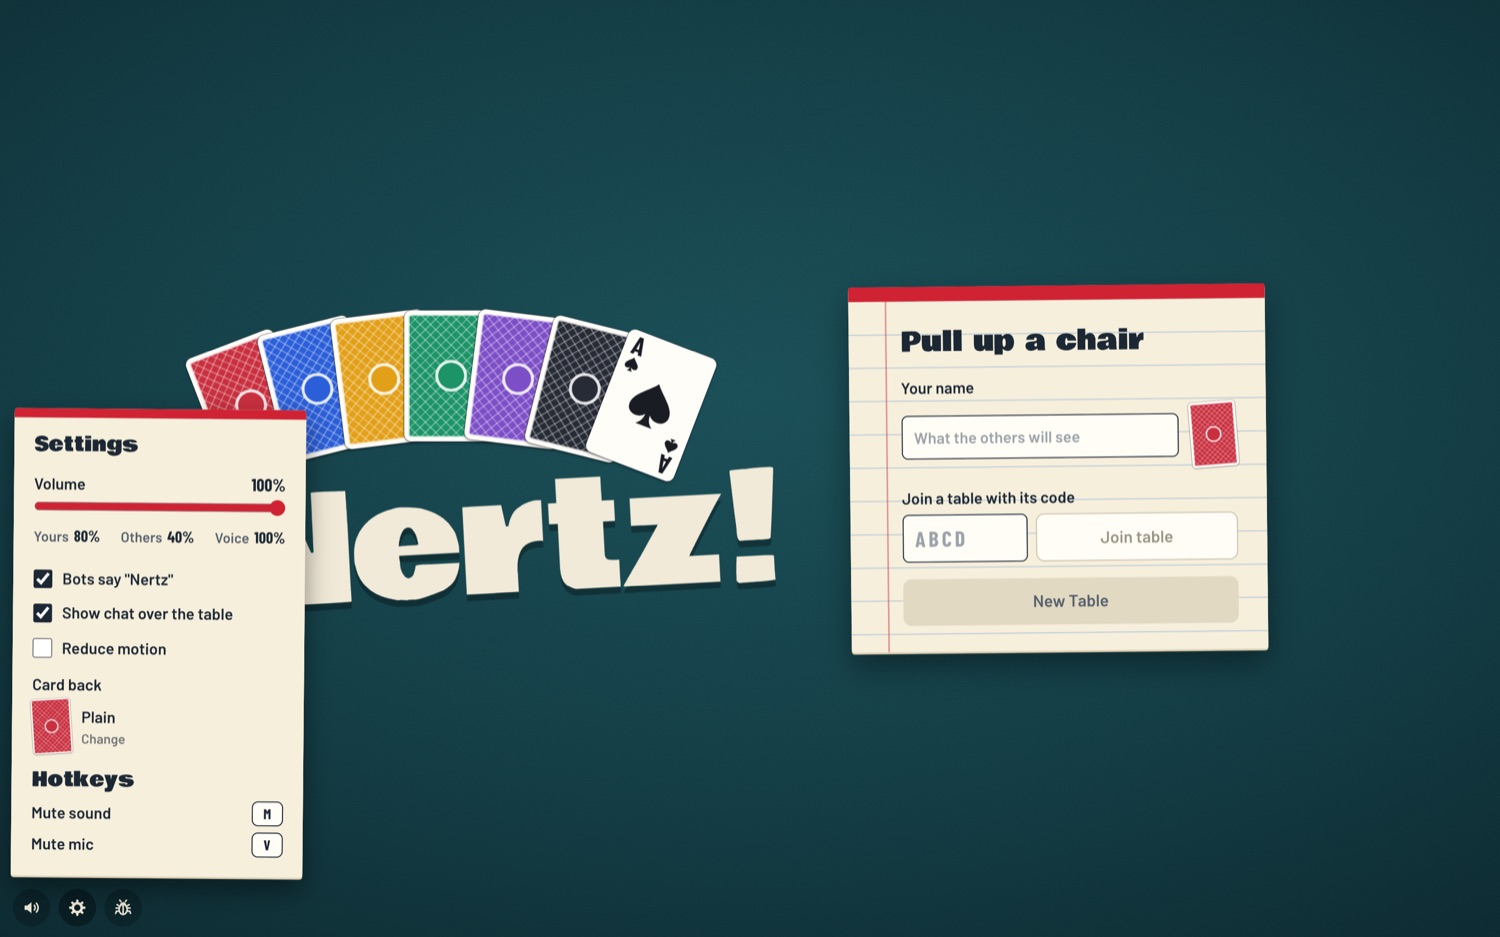 A
A
Nertz!
Settings
Volume 100%
Yours 80% Others 40% Voice 100%
Bots say "Nertz"
Show chat over the table
Reduce motion
Card back
Plain
Change
Hotkeys
Mute sound M
Mute mic V
Pull up a chair
Your name
What the others will see
Join a table with its code
ABCD Join table
New Table